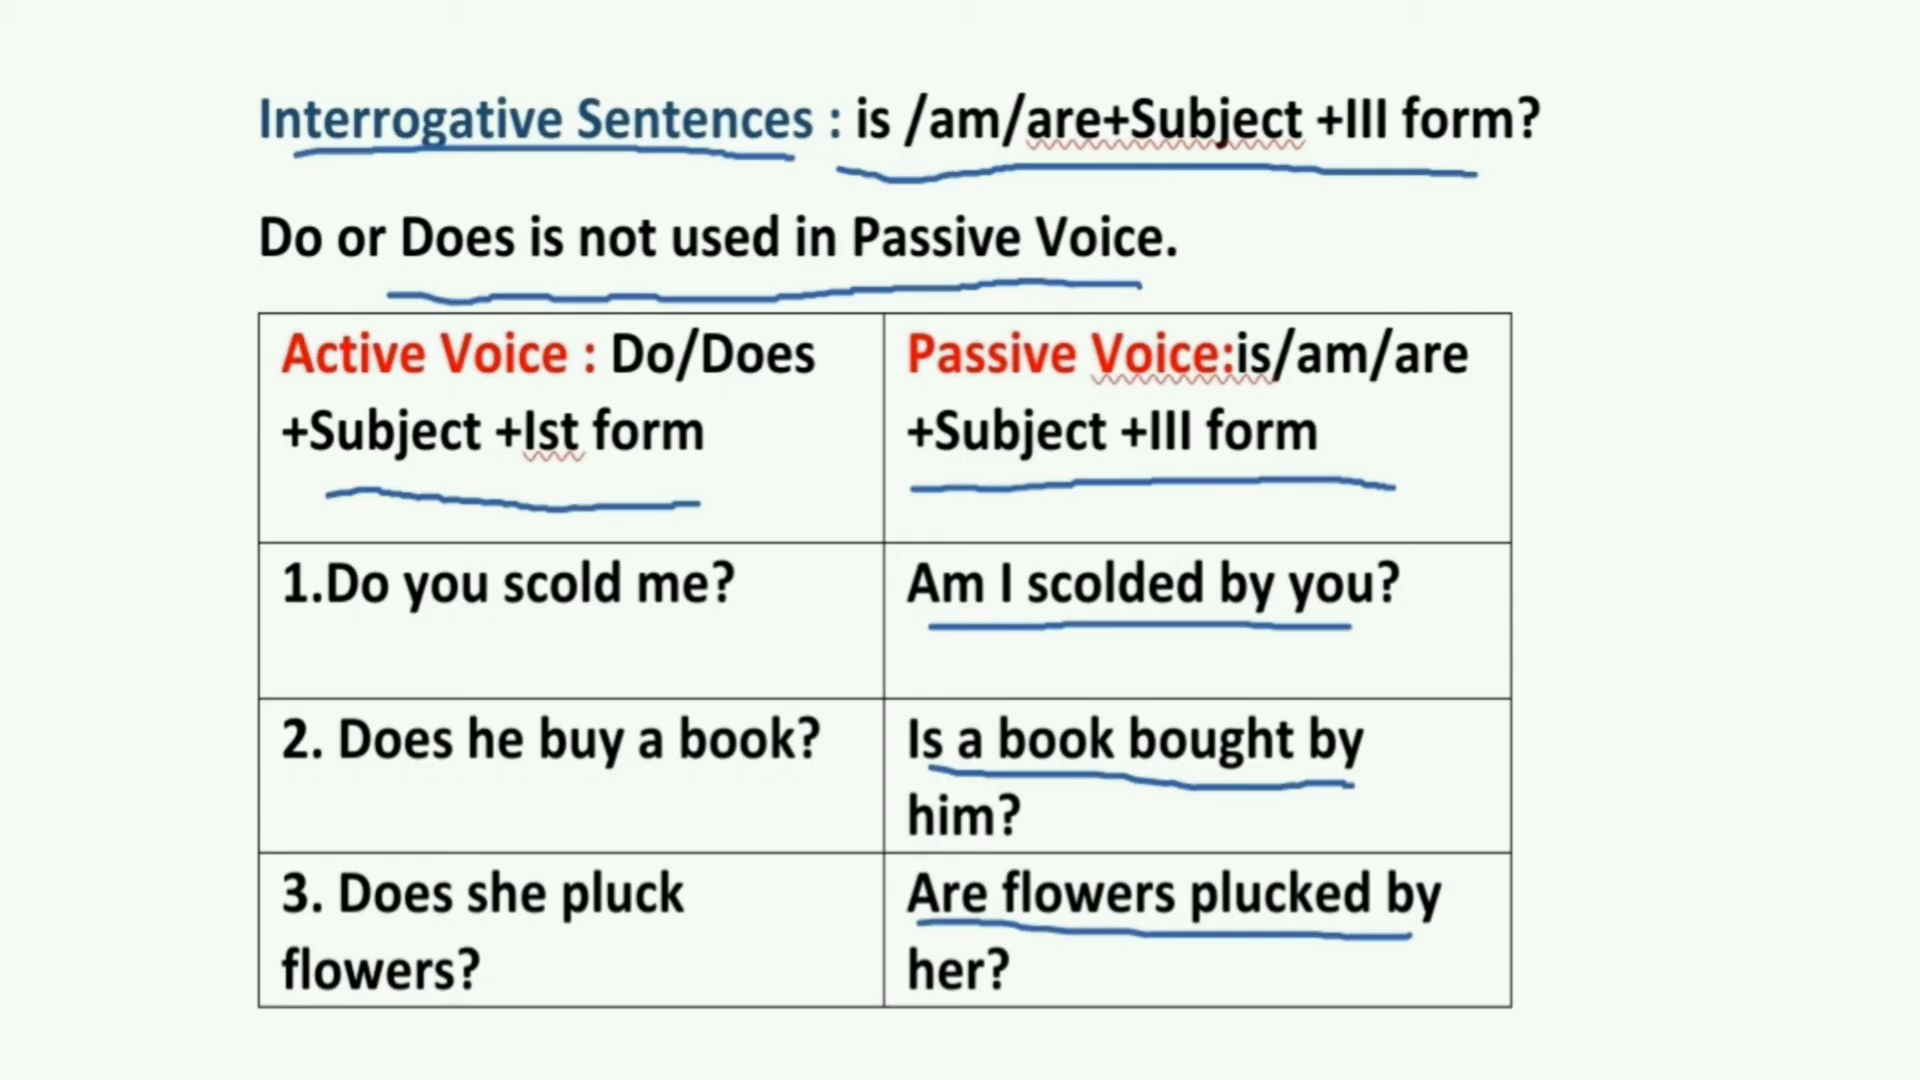 Interrogative Sentences : is /am/are+Subject +III form?
Do or Does is not used in Passive Voice.
Active Voice : Do/Does
+Subject +Ist form
Passive Voice:is/am/are
+Subject +III form
1.Do you scold me?
Am I scolded by you?
2. Does he buy a book?
Is a book bought by
him?
3. Does she pluck
flowers?
Are flowers plucked by
her?